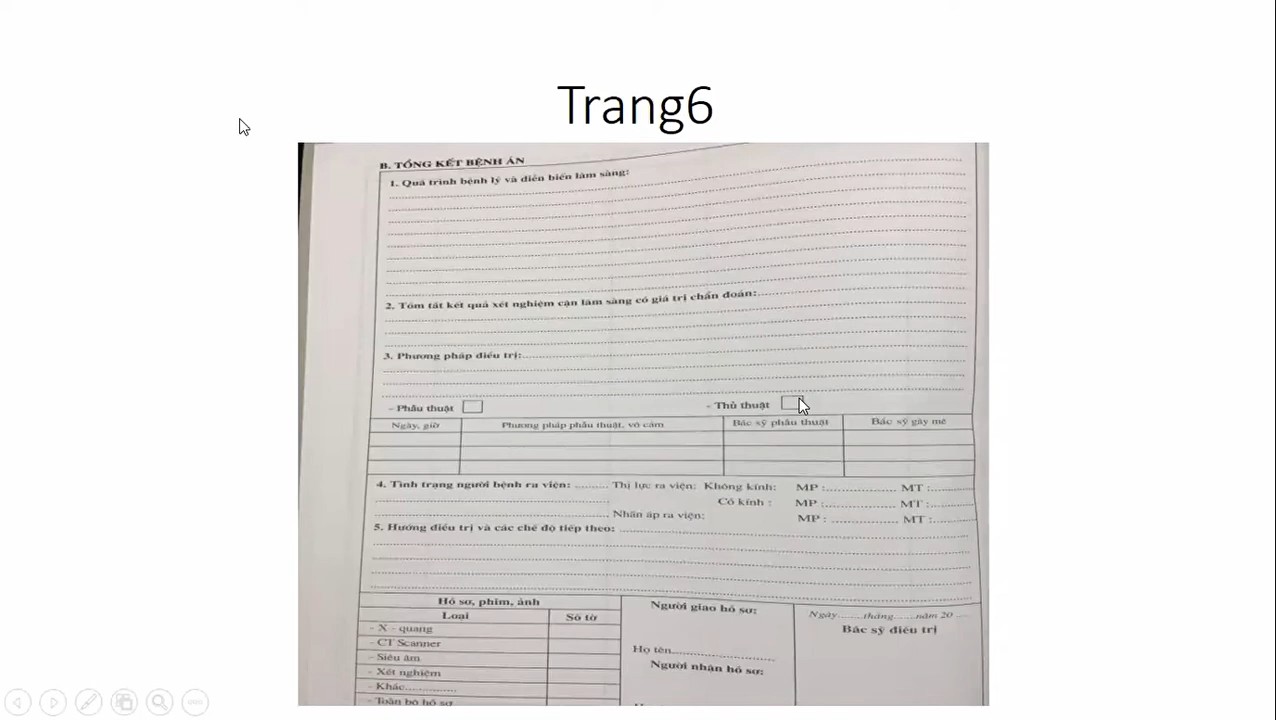 Trang6
B. TỔNG KẾT BỆNH ÁN
1. Quá trình bệnh lý và diễn biến lâm sàng:
2. Tóm tắt kết quả xét nghiệm cận lâm sàng có giá trị chẩn đoán:
3. Phương pháp điều trị:
- Phẫu thuật - Thủ thuật
Ngày, giờ Phương pháp phẫu thuật, vô cảm Bác sỹ phẫu thuật Bác sỹ gây mê
4. Tình trạng người bệnh ra viện: ......... Thị lực ra viện: Không kính: MP :.................. MT :..........
Có kính : MP :.................. MT :..........
Nhãn áp ra viện: MP : ................. MT :..........
5. Hướng điều trị và các chế độ tiếp theo:
Hồ sơ, phim, ảnh
Loại Số tờ
- X - quang
- CT Scanner
- Siêu âm
- Xét nghiệm
- Khác..............
- Toàn bộ hồ sơ
Người giao hồ sơ:
Họ tên..........................
Người nhận hồ sơ:
Ngày.......tháng.......năm 20 ....
Bác sỹ điều trị